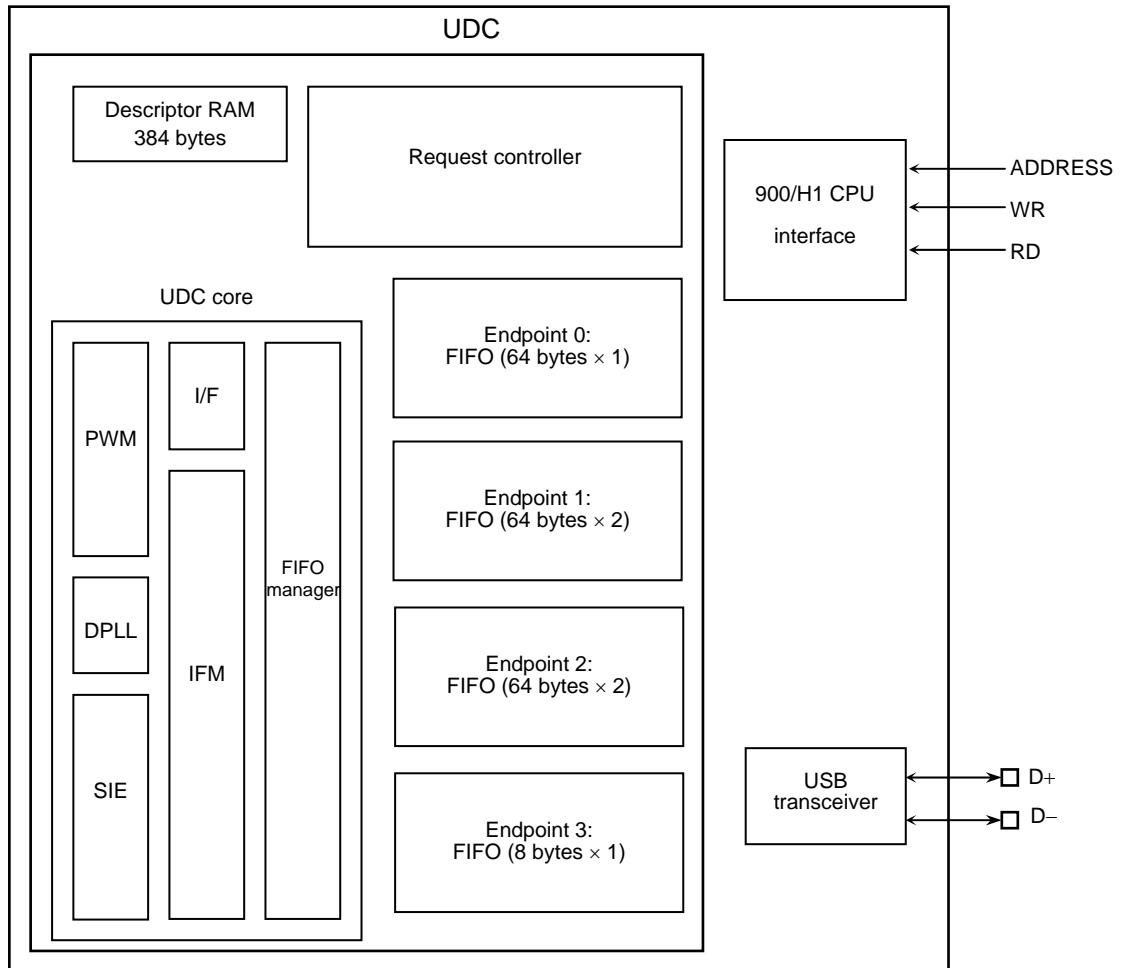 UDC
Descriptor RAM
384 bytes
Request controller
900/H1 CPU
interface
ADDRESS
WR
RD
UDC core
PWM
I/F
DPLL
IFM
SIE
FIFO
manager
Endpoint 0:
FIFO (64 bytes × 1)
Endpoint 1:
FIFO (64 bytes × 2)
Endpoint 2:
FIFO (64 bytes × 2)
Endpoint 3:
FIFO (8 bytes × 1)
USB
transceiver
D+
D−